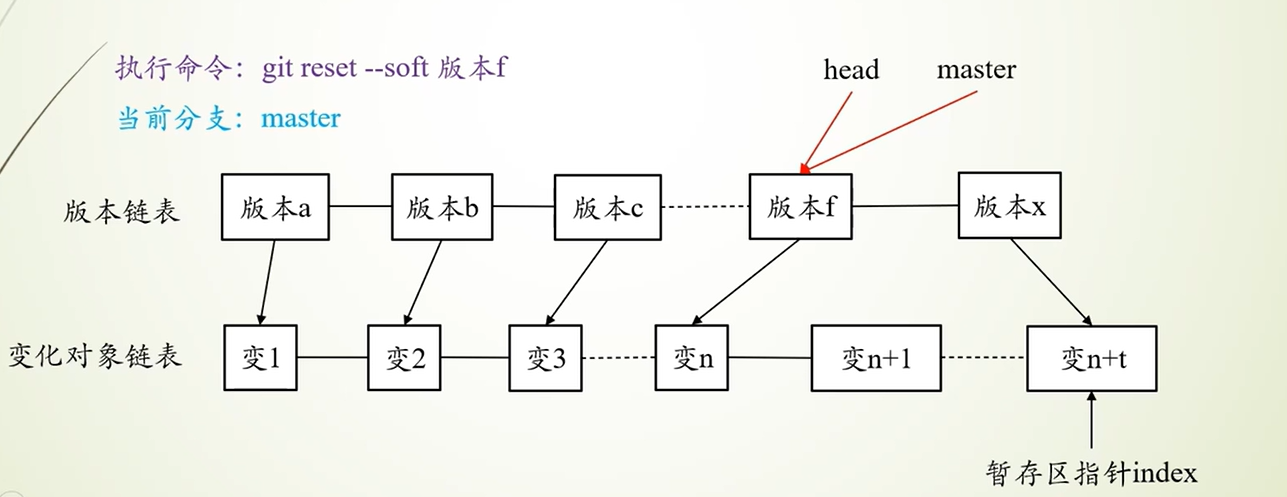 执行命令：git reset --soft 版本f
当前分支：master
head master
版本链表 版本a 版本b 版本c 版本f 版本x
变化对象链表 变1 变2 变3 变n 变n+1 变n+t
暂存区指针index